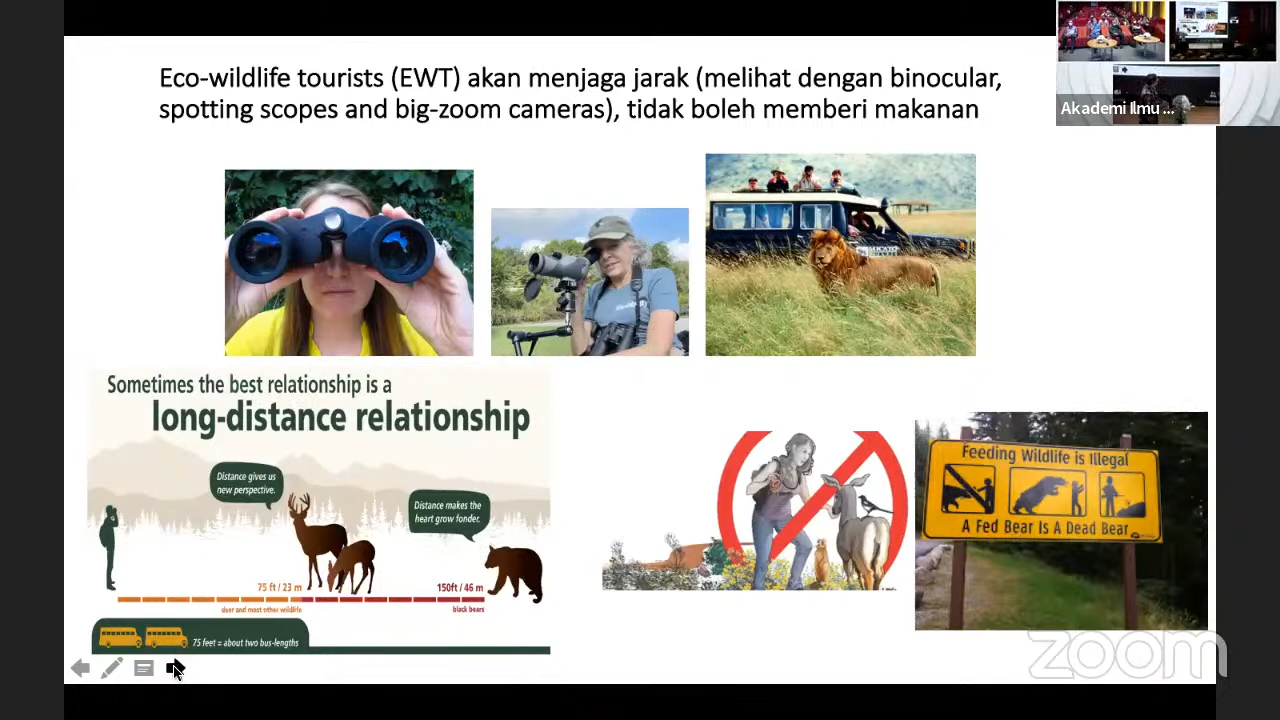 Eco-wildlife tourists (EWT) akan menjaga jarak (melihat dengan binocular,
spotting scopes and big-zoom cameras), tidak boleh memberi makanan
Akademi Ilmu ...
Sometimes the best relationship is a
long-distance relationship
Distance gives us
new perspective.
Distance makes the
heart grow fonder.
75 ft / 23 m
150ft / 46 m
deer and most other wildlife
black bears
75 feet = about two bus-lengths
Feeding Wildlife is Illegal
A Fed Bear Is A Dead Bear
zoom